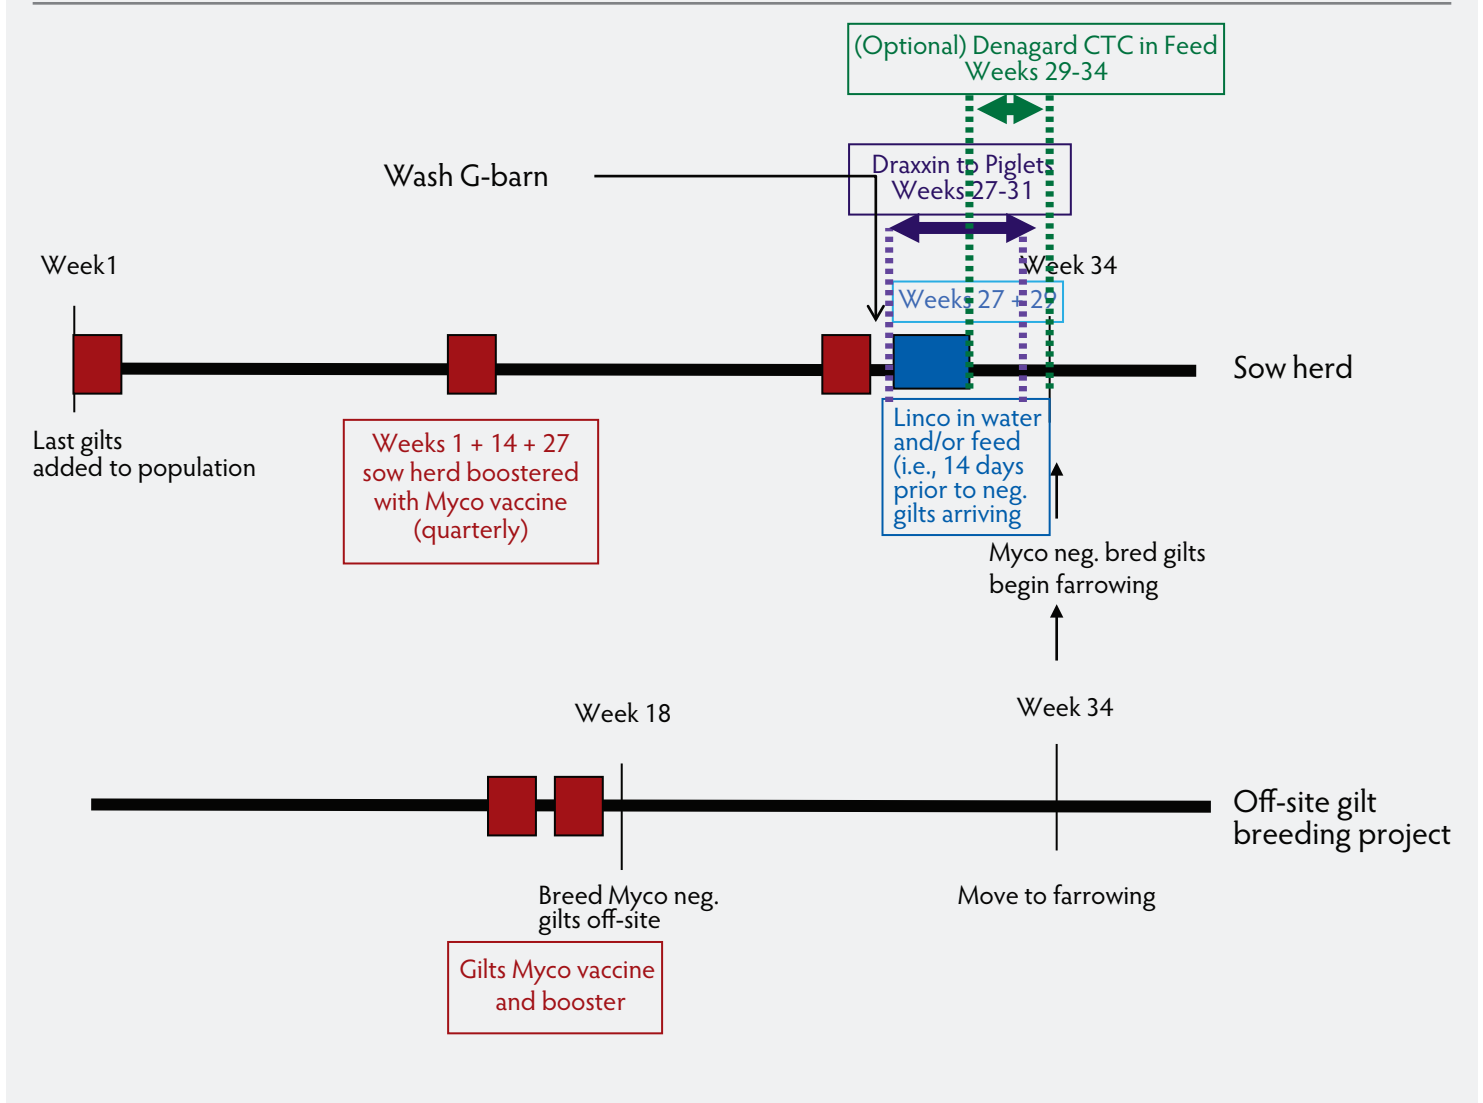 (Optional) Denagard CTC in Feed
Weeks 29-34
Draxxin to Piglets
Weeks 27-31
Wash G-barn
Week1
Week 34
Weeks 27 + 29
Sow herd
Last gilts
added to population
Weeks 1 + 14 + 27
sow herd boostered
with Myco vaccine
(quarterly)
Linco in water
and/or feed
(i.e., 14 days
prior to neg.
gilts arriving
Myco neg. bred gilts
begin farrowing
Week 18
Week 34
Off-site gilt
breeding project
Breed Myco neg.
gilts off-site
Move to farrowing
Gilts Myco vaccine
and booster